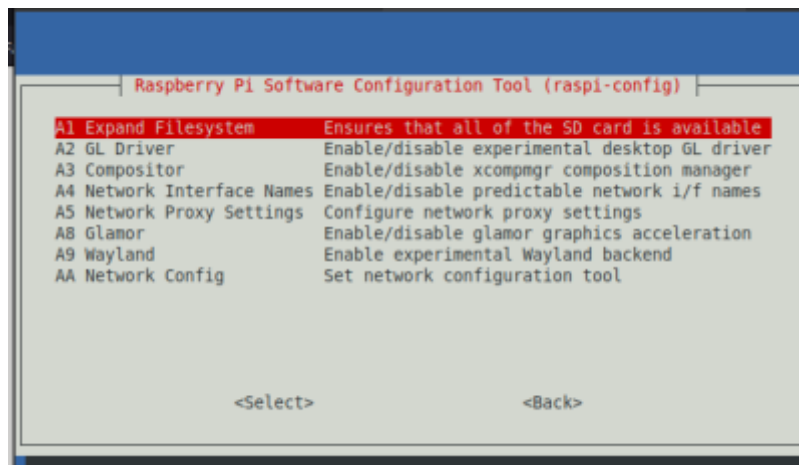 Raspberry Pi Software Configuration Tool (raspi-config)
A1 Expand Filesystem Ensures that all of the SD card is available
A2 GL Driver Enable/disable experimental desktop GL driver
A3 Compositor Enable/disable xcompmgr composition manager
A4 Network Interface Names Enable/disable predictable network i/f names
A5 Network Proxy Settings Configure network proxy settings
A8 Glamor Enable/disable glamor graphics acceleration
A9 Wayland Enable experimental Wayland backend
AA Network Config Set network configuration tool
<Select> <Back>